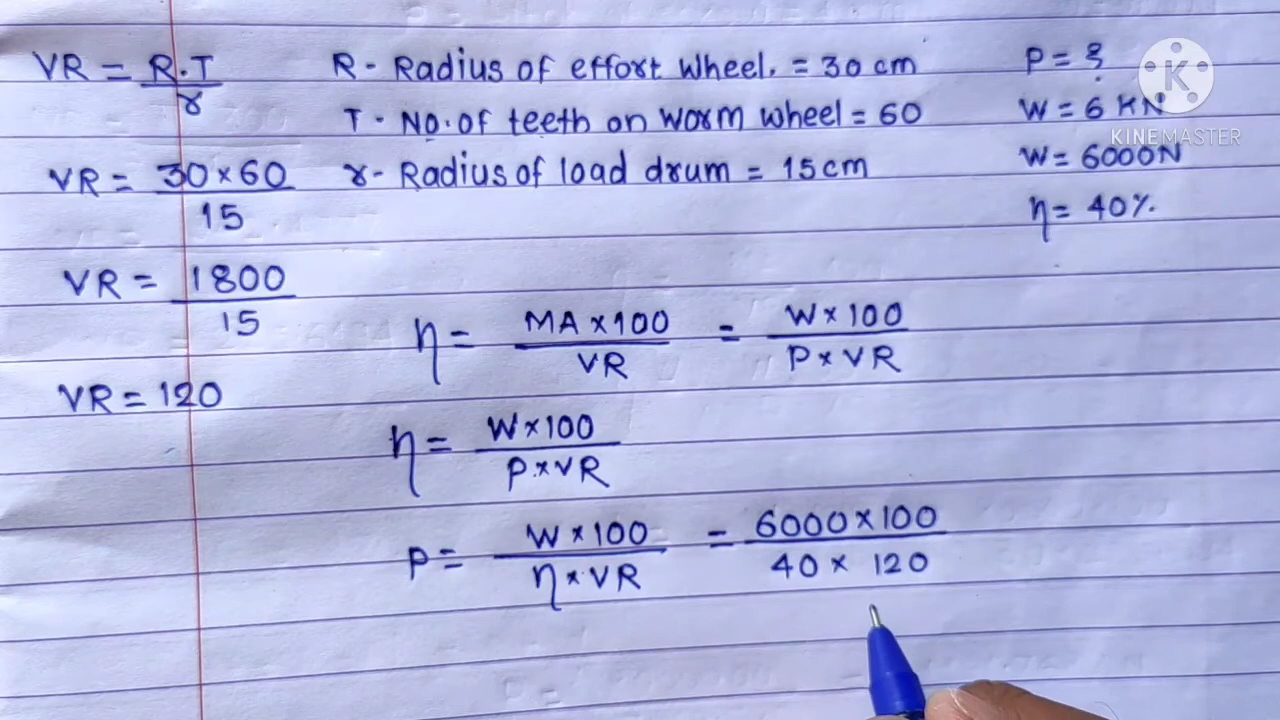 VR = R.T / r   R - Radius of effort wheel. = 30 cm   P = ?
T - No. of teeth on worm wheel = 60   W = 6 KN
VR = 30 × 60 / 15   r - Radius of load drum = 15 cm   W = 6000N
η = 40%.
VR = 1800 / 15
η = MA × 100 / VR = W × 100 / P × VR
VR = 120
η = W × 100 / P × VR
P = W × 100 / η × VR = 6000 × 100 / 40 × 120
K
KINEMASTER